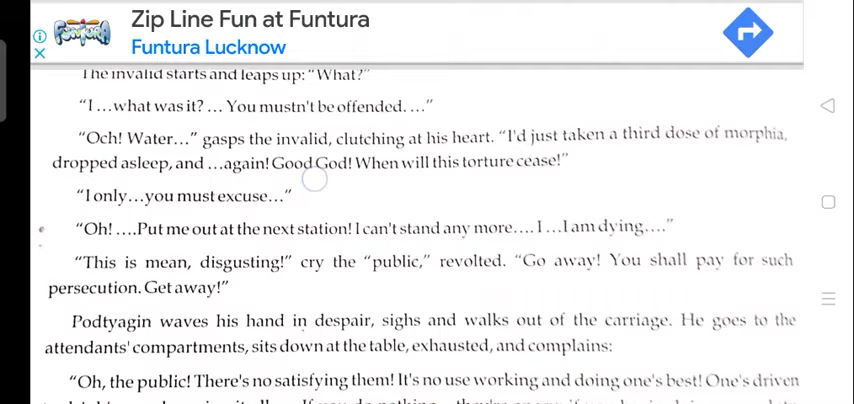 Zip Line Fun at Funtura
FUNTURA
Funtura Lucknow
The invalid starts and leaps up: "What?"
"I …what was it? … You mustn't be offended. …"
"Och! Water…" gasps the invalid, clutching at his heart. "I'd just taken a third dose of morphia,
dropped asleep, and …again! Good God! When will this torture cease!"
"I only…you must excuse…"
"Oh! ….Put me out at the next station! I can't stand any more…. I …I am dying…."
"This is mean, disgusting!" cry the "public," revolted. "Go away! You shall pay for such
persecution. Get away!"
Podtyagin waves his hand in despair, sighs and walks out of the carriage. He goes to the
attendants' compartments, sits down at the table, exhausted, and complains:
"Oh, the public! There's no satisfying them! It's no use working and doing one's best! One's driven